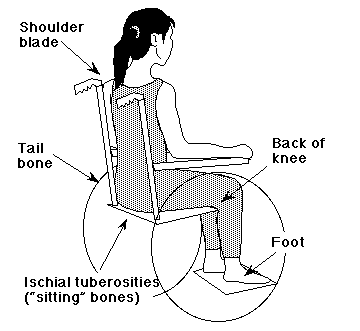 Shoulder
blade
Tail
bone
Back of
knee
Foot
Ischial tuberosities
("sitting" bones)